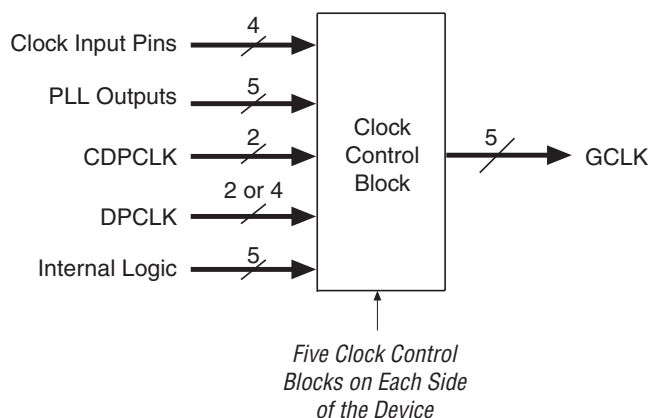 Clock Input Pins
4
PLL Outputs
5
CDPCLK
2
DPCLK
2 or 4
Internal Logic
5
Clock
Control
Block
5
GCLK
Five Clock Control
Blocks on Each Side
of the Device